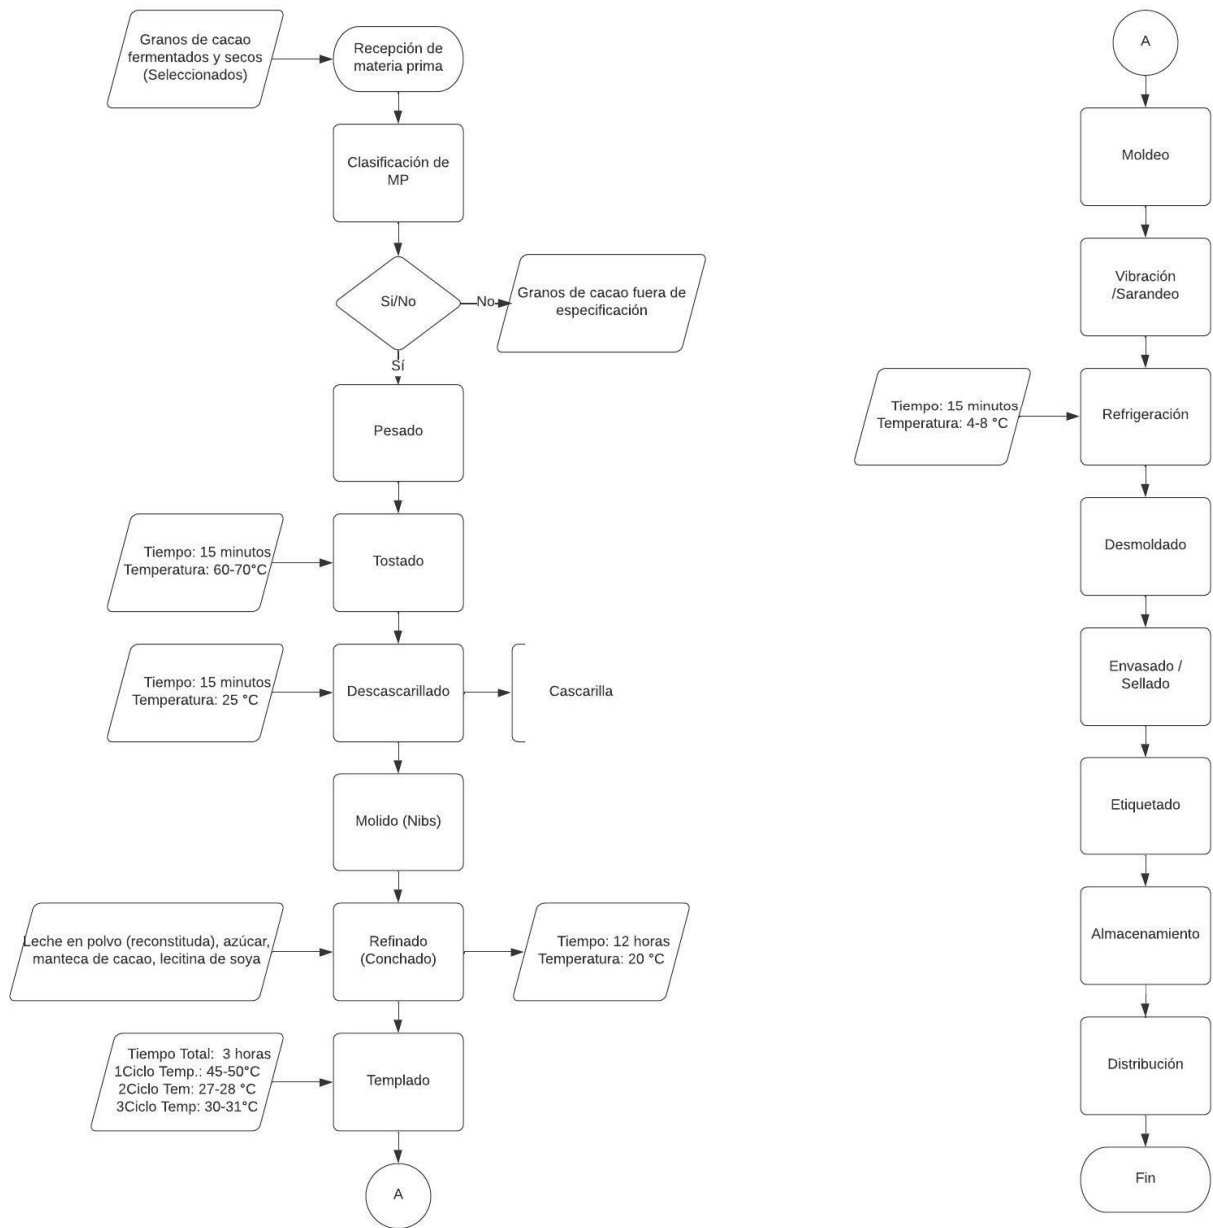 Granos de cacao
fermentados y secos
(Seleccionados)
Recepción de
materia prima
Clasificación de
MP
Si/No
No
Granos de cacao fuera de
especificación
Sí
Pesado
Tiempo: 15 minutos
Temperatura: 60-70°C
Tostado
Tiempo: 15 minutos
Temperatura: 25 °C
Descascarillado
Cascarilla
Molido (Nibs)
Leche en polvo (reconstituda), azúcar,
manteca de cacao, lecitina de soya
Refinado
(Conchado)
Tiempo: 12 horas
Temperatura: 20 °C
Tiempo Total: 3 horas
1Ciclo Temp.: 45-50°C
2Ciclo Tem: 27-28 °C
3Ciclo Temp: 30-31°C
Templado
A
A
Moldeo
Vibración
/Sarandeo
Tiempo: 15 minutos
Temperatura: 4-8 °C
Refrigeración
Desmoldado
Envasado /
Sellado
Etiquetado
Almacenamiento
Distribución
Fin